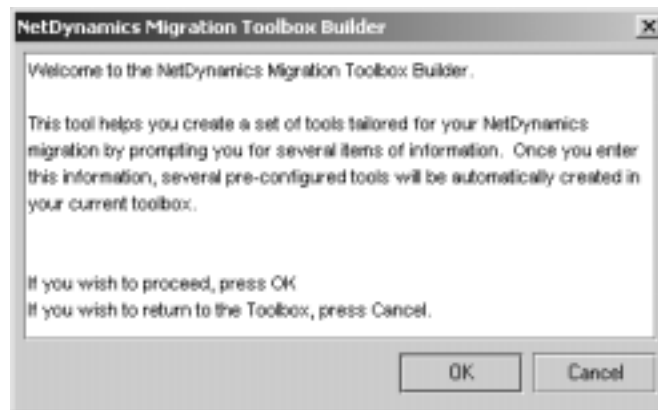 NetDynamics Migration Toolbox Builder
Welcome to the NetDynamics Migration Toolbox Builder.
This tool helps you create a set of tools tailored for your NetDynamics
migration by prompting you for several items of information. Once you enter
this information, several pre-configured tools will be automatically created in
your current toolbox.
If you wish to proceed, press OK
If you wish to return to the Toolbox, press Cancel.
OK
Cancel